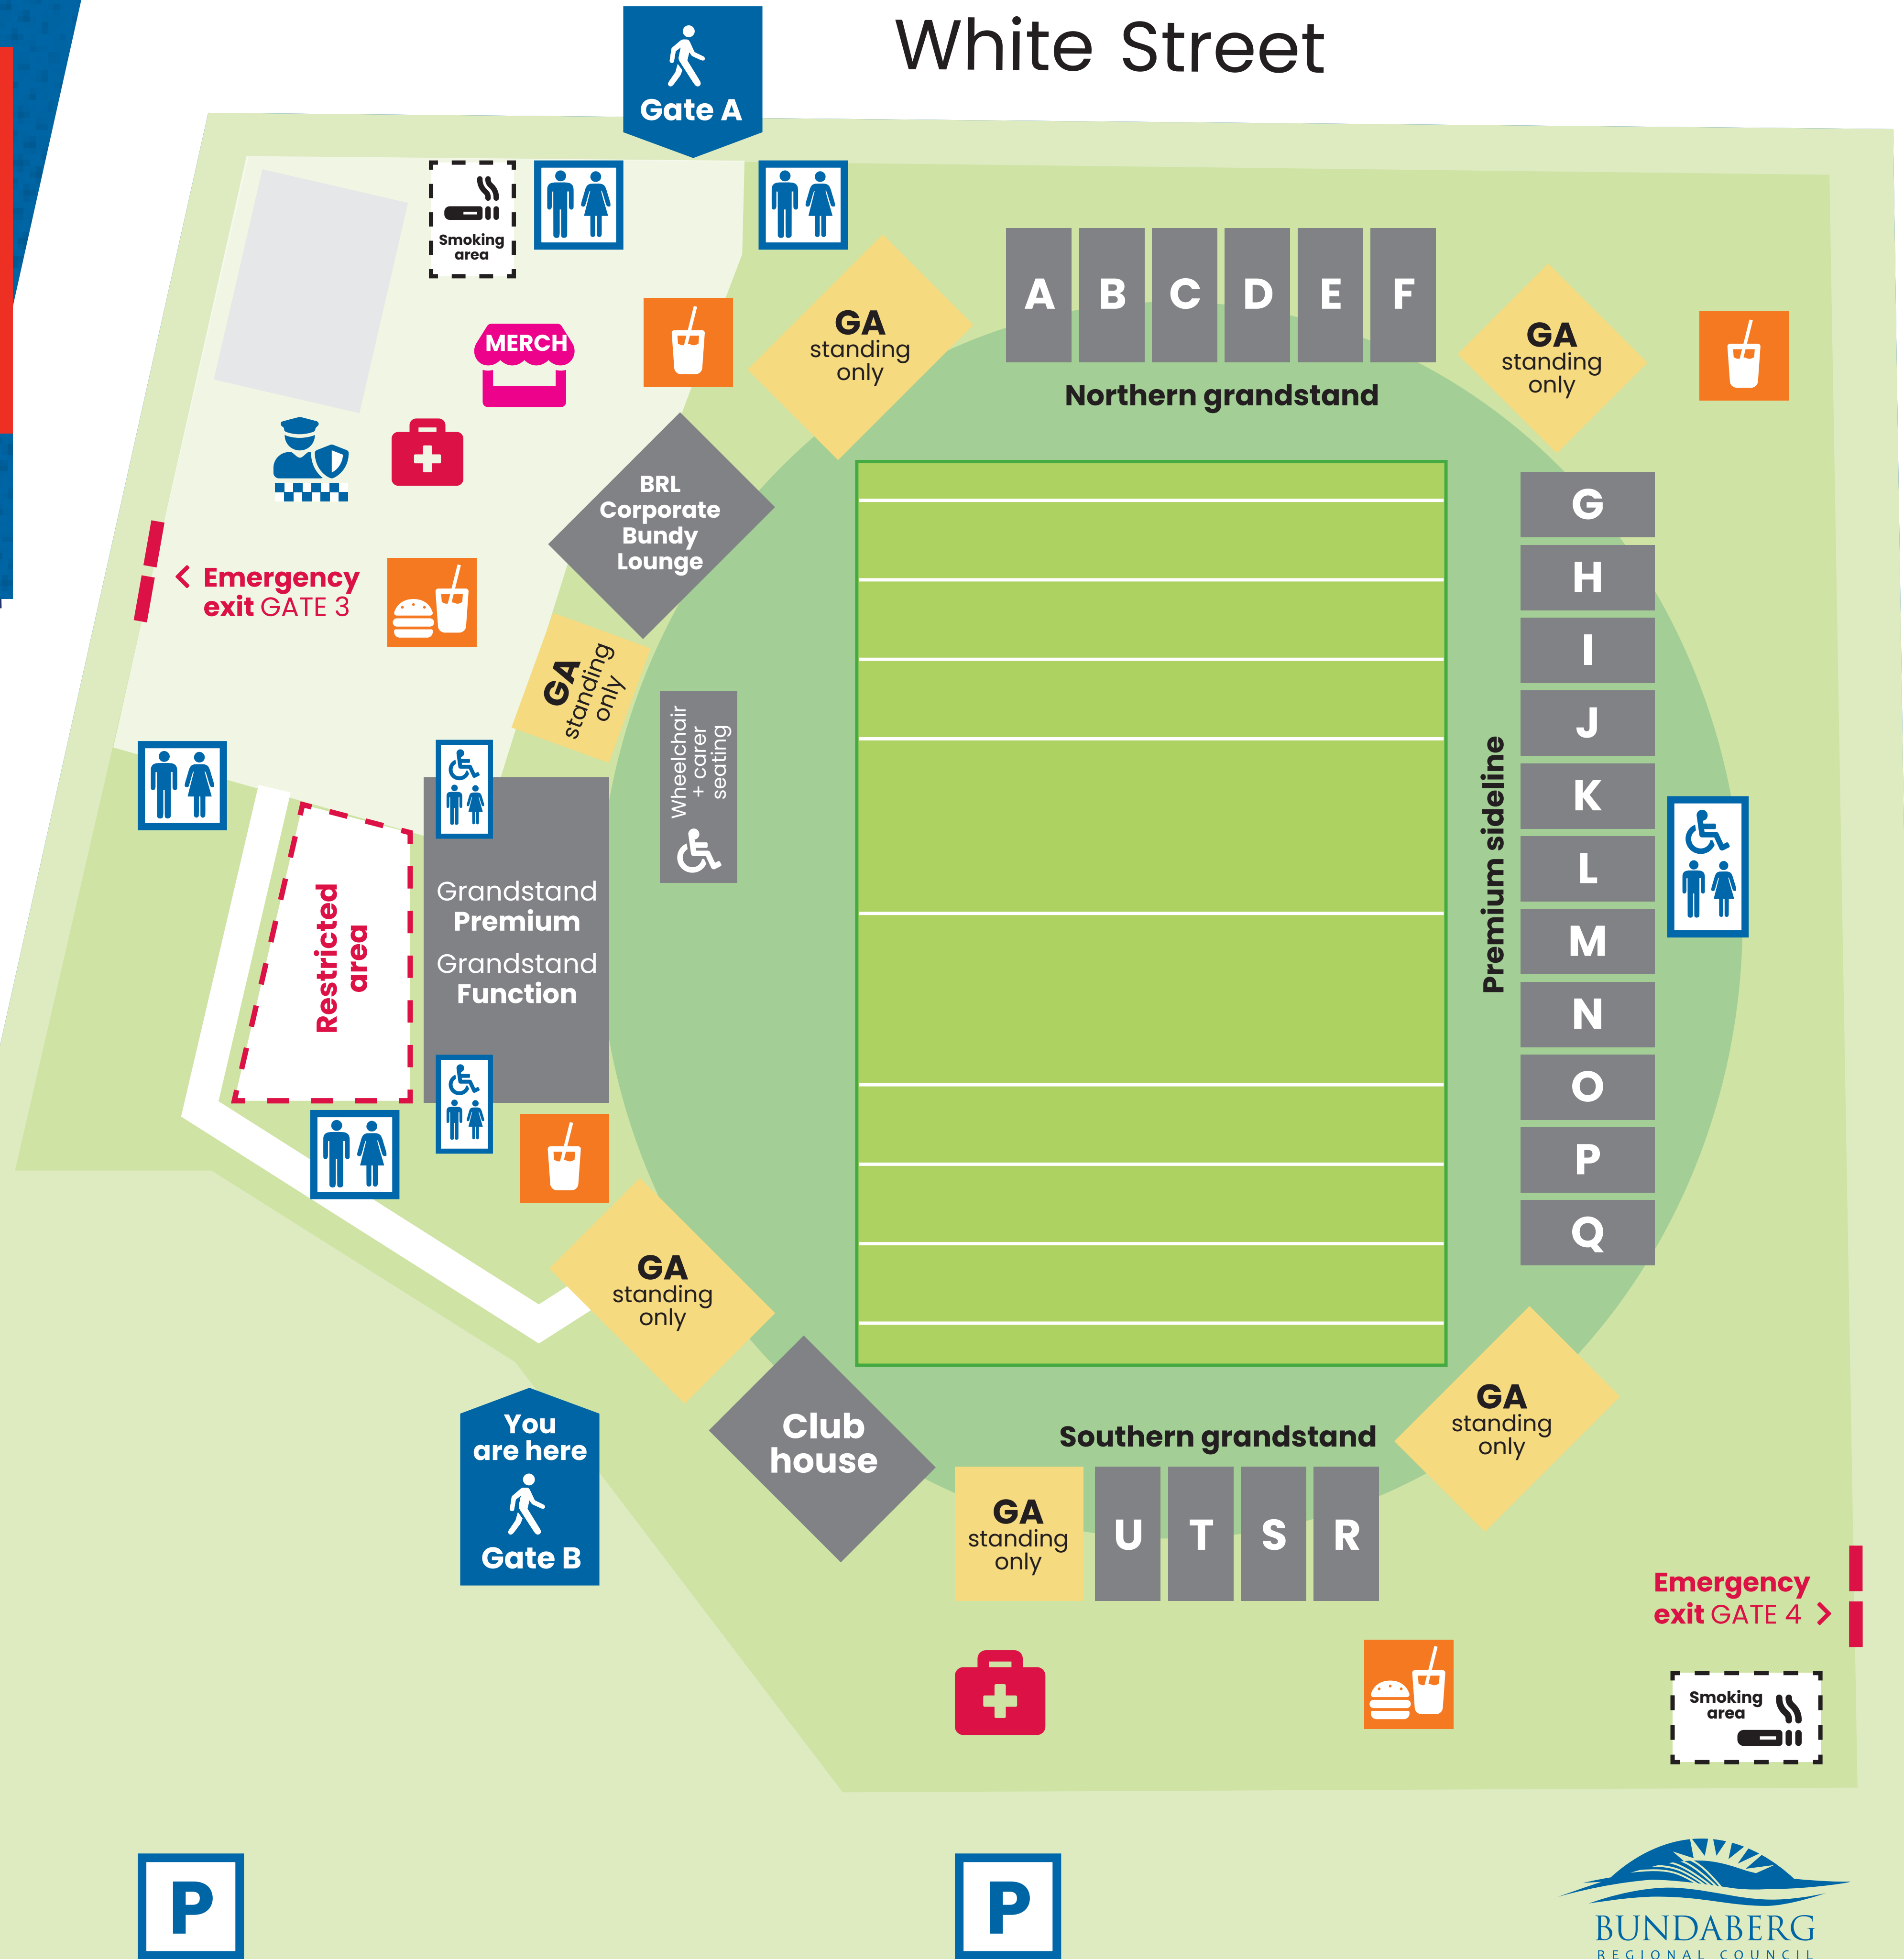 White Street
Gate A
Smoking
area
MERCH
GA
standing
only
A
B
C
D
E
F
Northern grandstand
GA
standing
only
BRL
Corporate
Bundy
Lounge
Emergency
exit GATE 3
GA
standing
only
Wheelchair
+ carer
seating
Restricted
area
Grandstand
Premium
Grandstand
Function
Premium sideline
G
H
I
J
K
L
M
N
O
P
Q
GA
standing
only
You
are here
Gate B
Club
house
Southern grandstand
GA
standing
only
U
T
S
R
GA
standing
only
Emergency
exit GATE 4
Smoking
area
P
P
BUNDABERG
REGIONAL COUNCIL